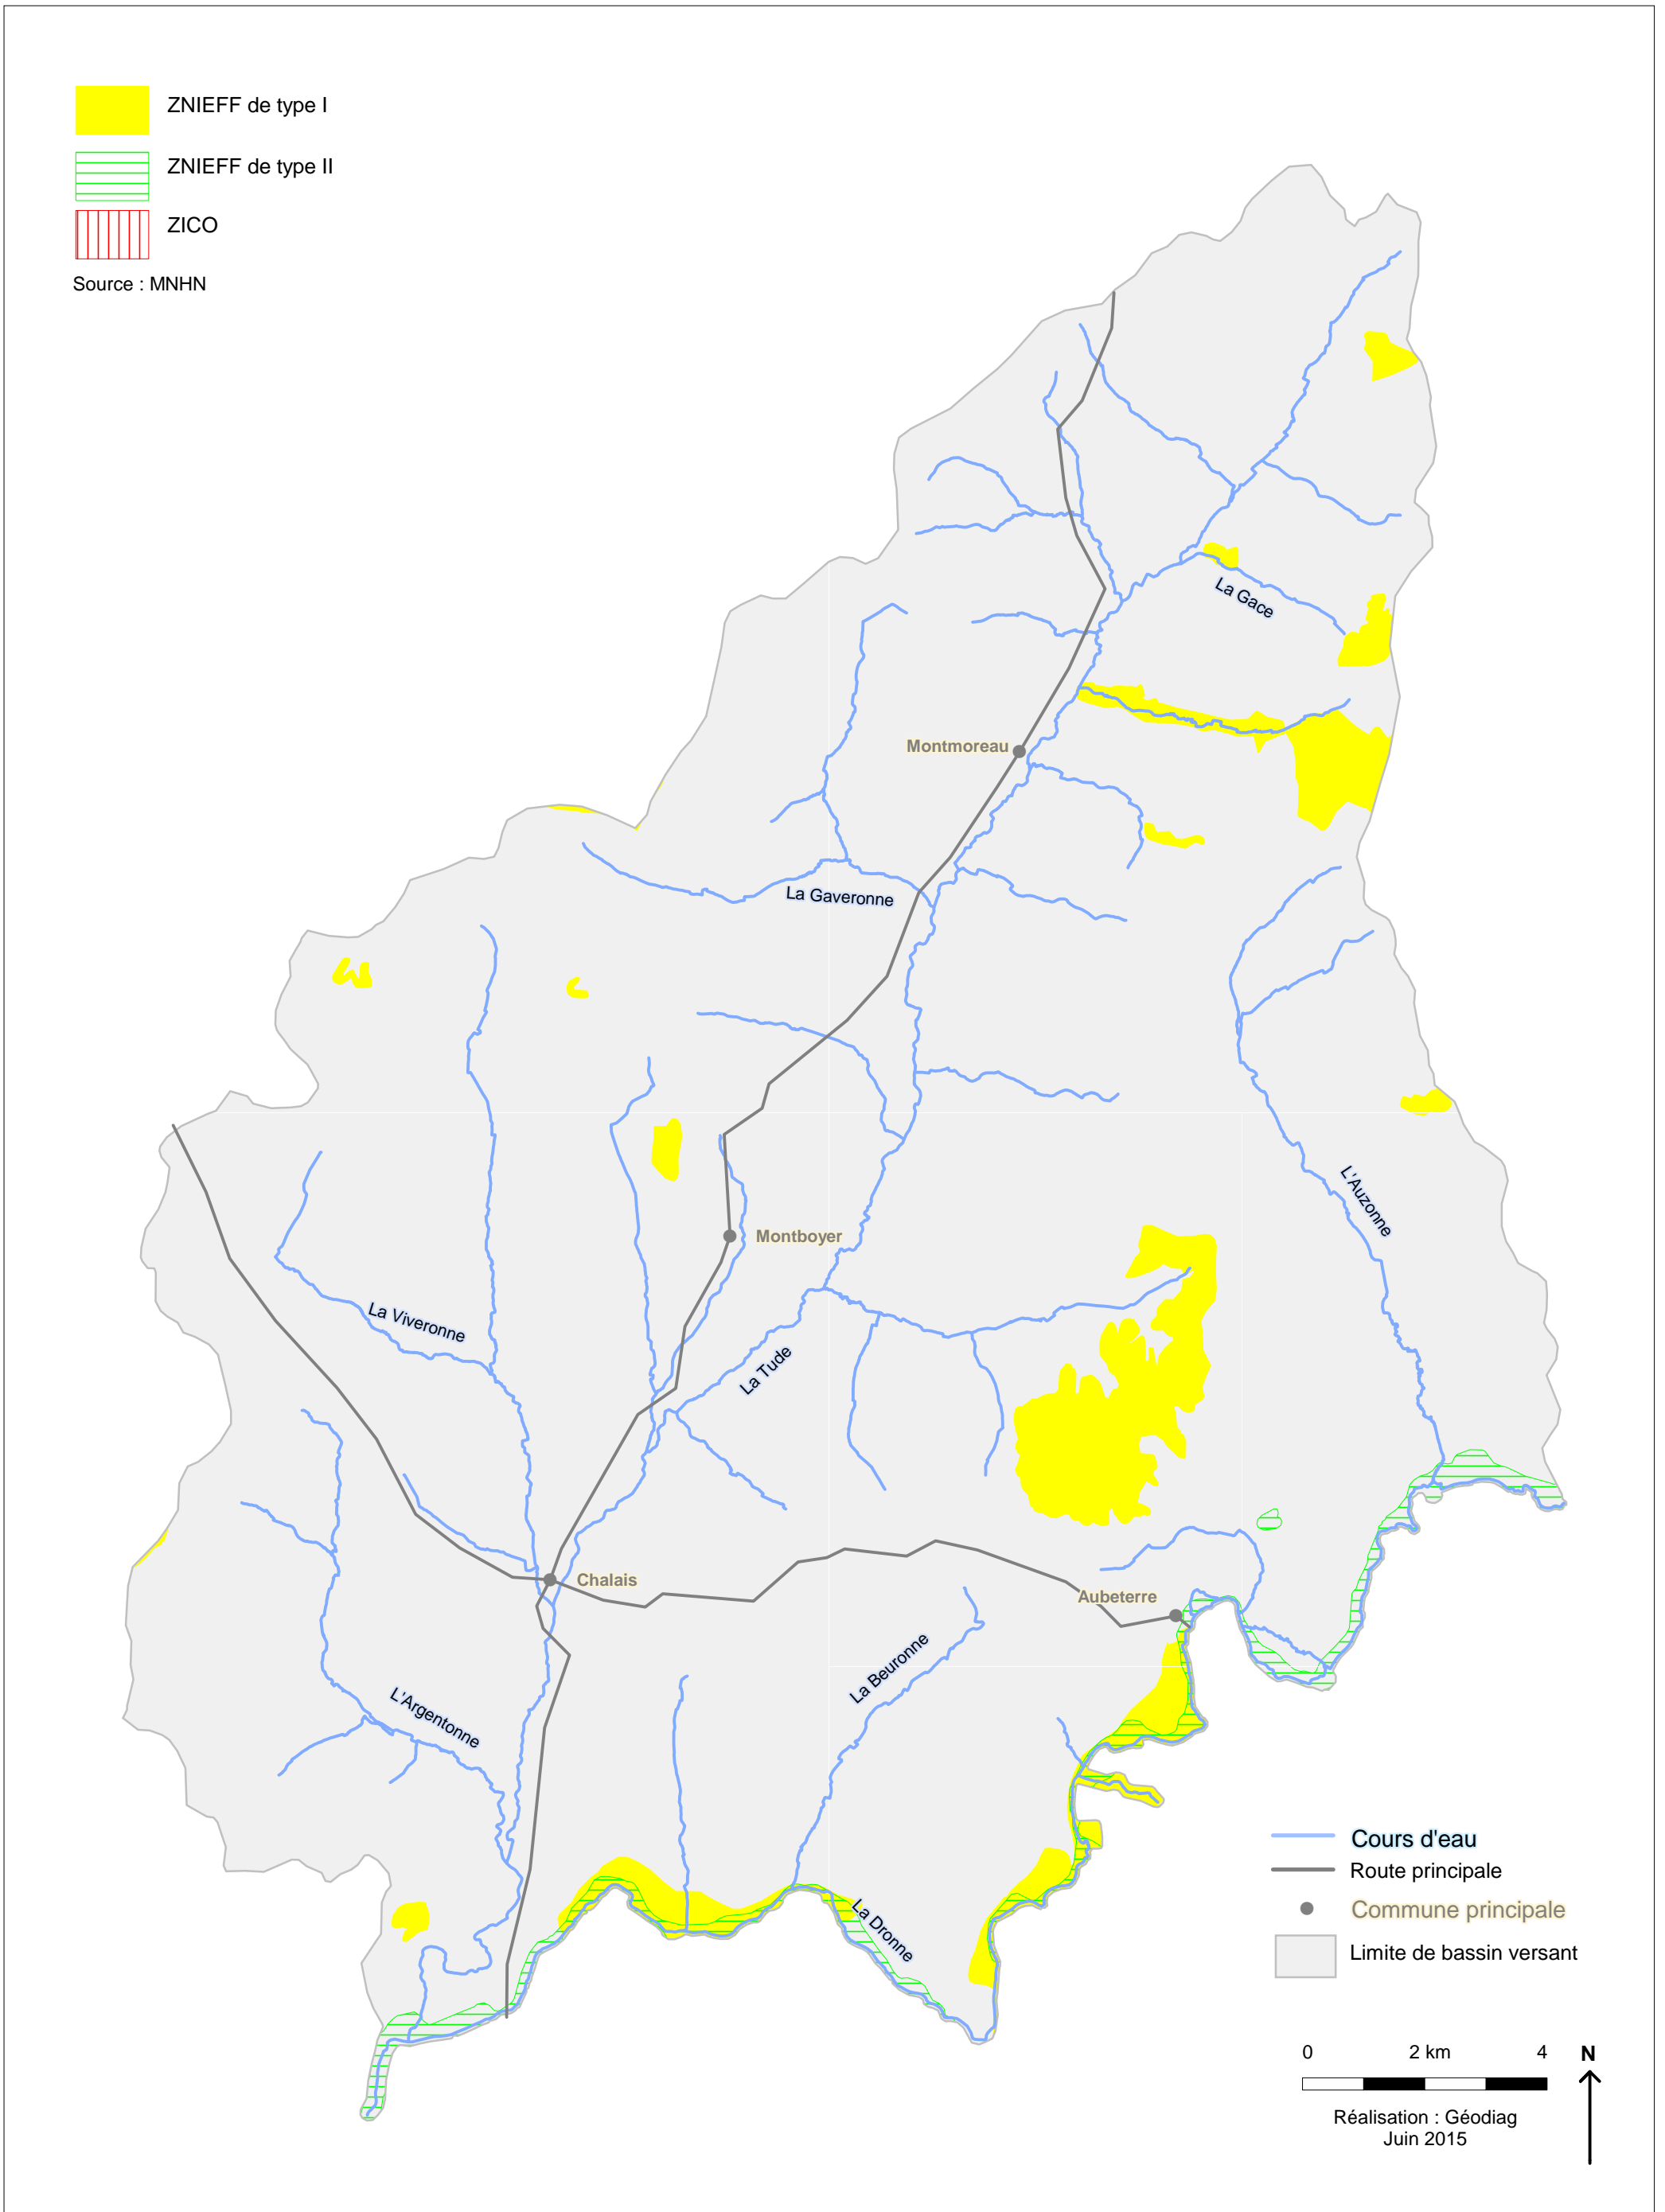 ZNIEFF de type I
ZNIEFF de type II
ZICO
Source : MNHN
La Gace
Montmoreau
La Gaveronne
L'Auzonne
Montboyer
La Viveronne
La Tude
Chalais
Aubeterre
La Beuronne
L'Argentonne
La Dronne
Cours d'eau
Route principale
Commune principale
Limite de bassin versant
0 2 km 4 N
Réalisation : Géodiag
Juin 2015